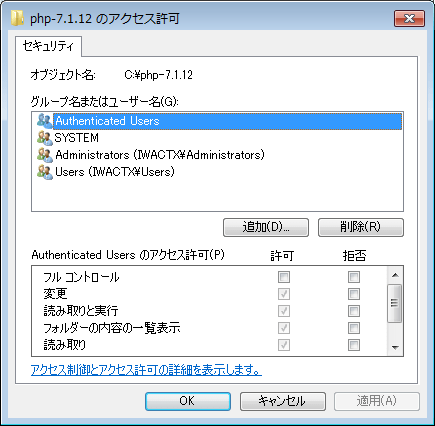 php-7.1.12 のアクセス許可
セキュリティ
オブジェクト名: C:¥php-7.1.12
グループ名またはユーザー名(G):
Authenticated Users
SYSTEM
Administrators (IWACTX¥Administrators)
Users (IWACTX¥Users)
追加(D)... 削除(R)
Authenticated Users のアクセス許可(P) 許可 拒否
フル コントロール
変更
読み取りと実行
フォルダーの内容の一覧表示
読み取り
アクセス制御とアクセス許可の詳細を表示します。
OK キャンセル 適用(A)